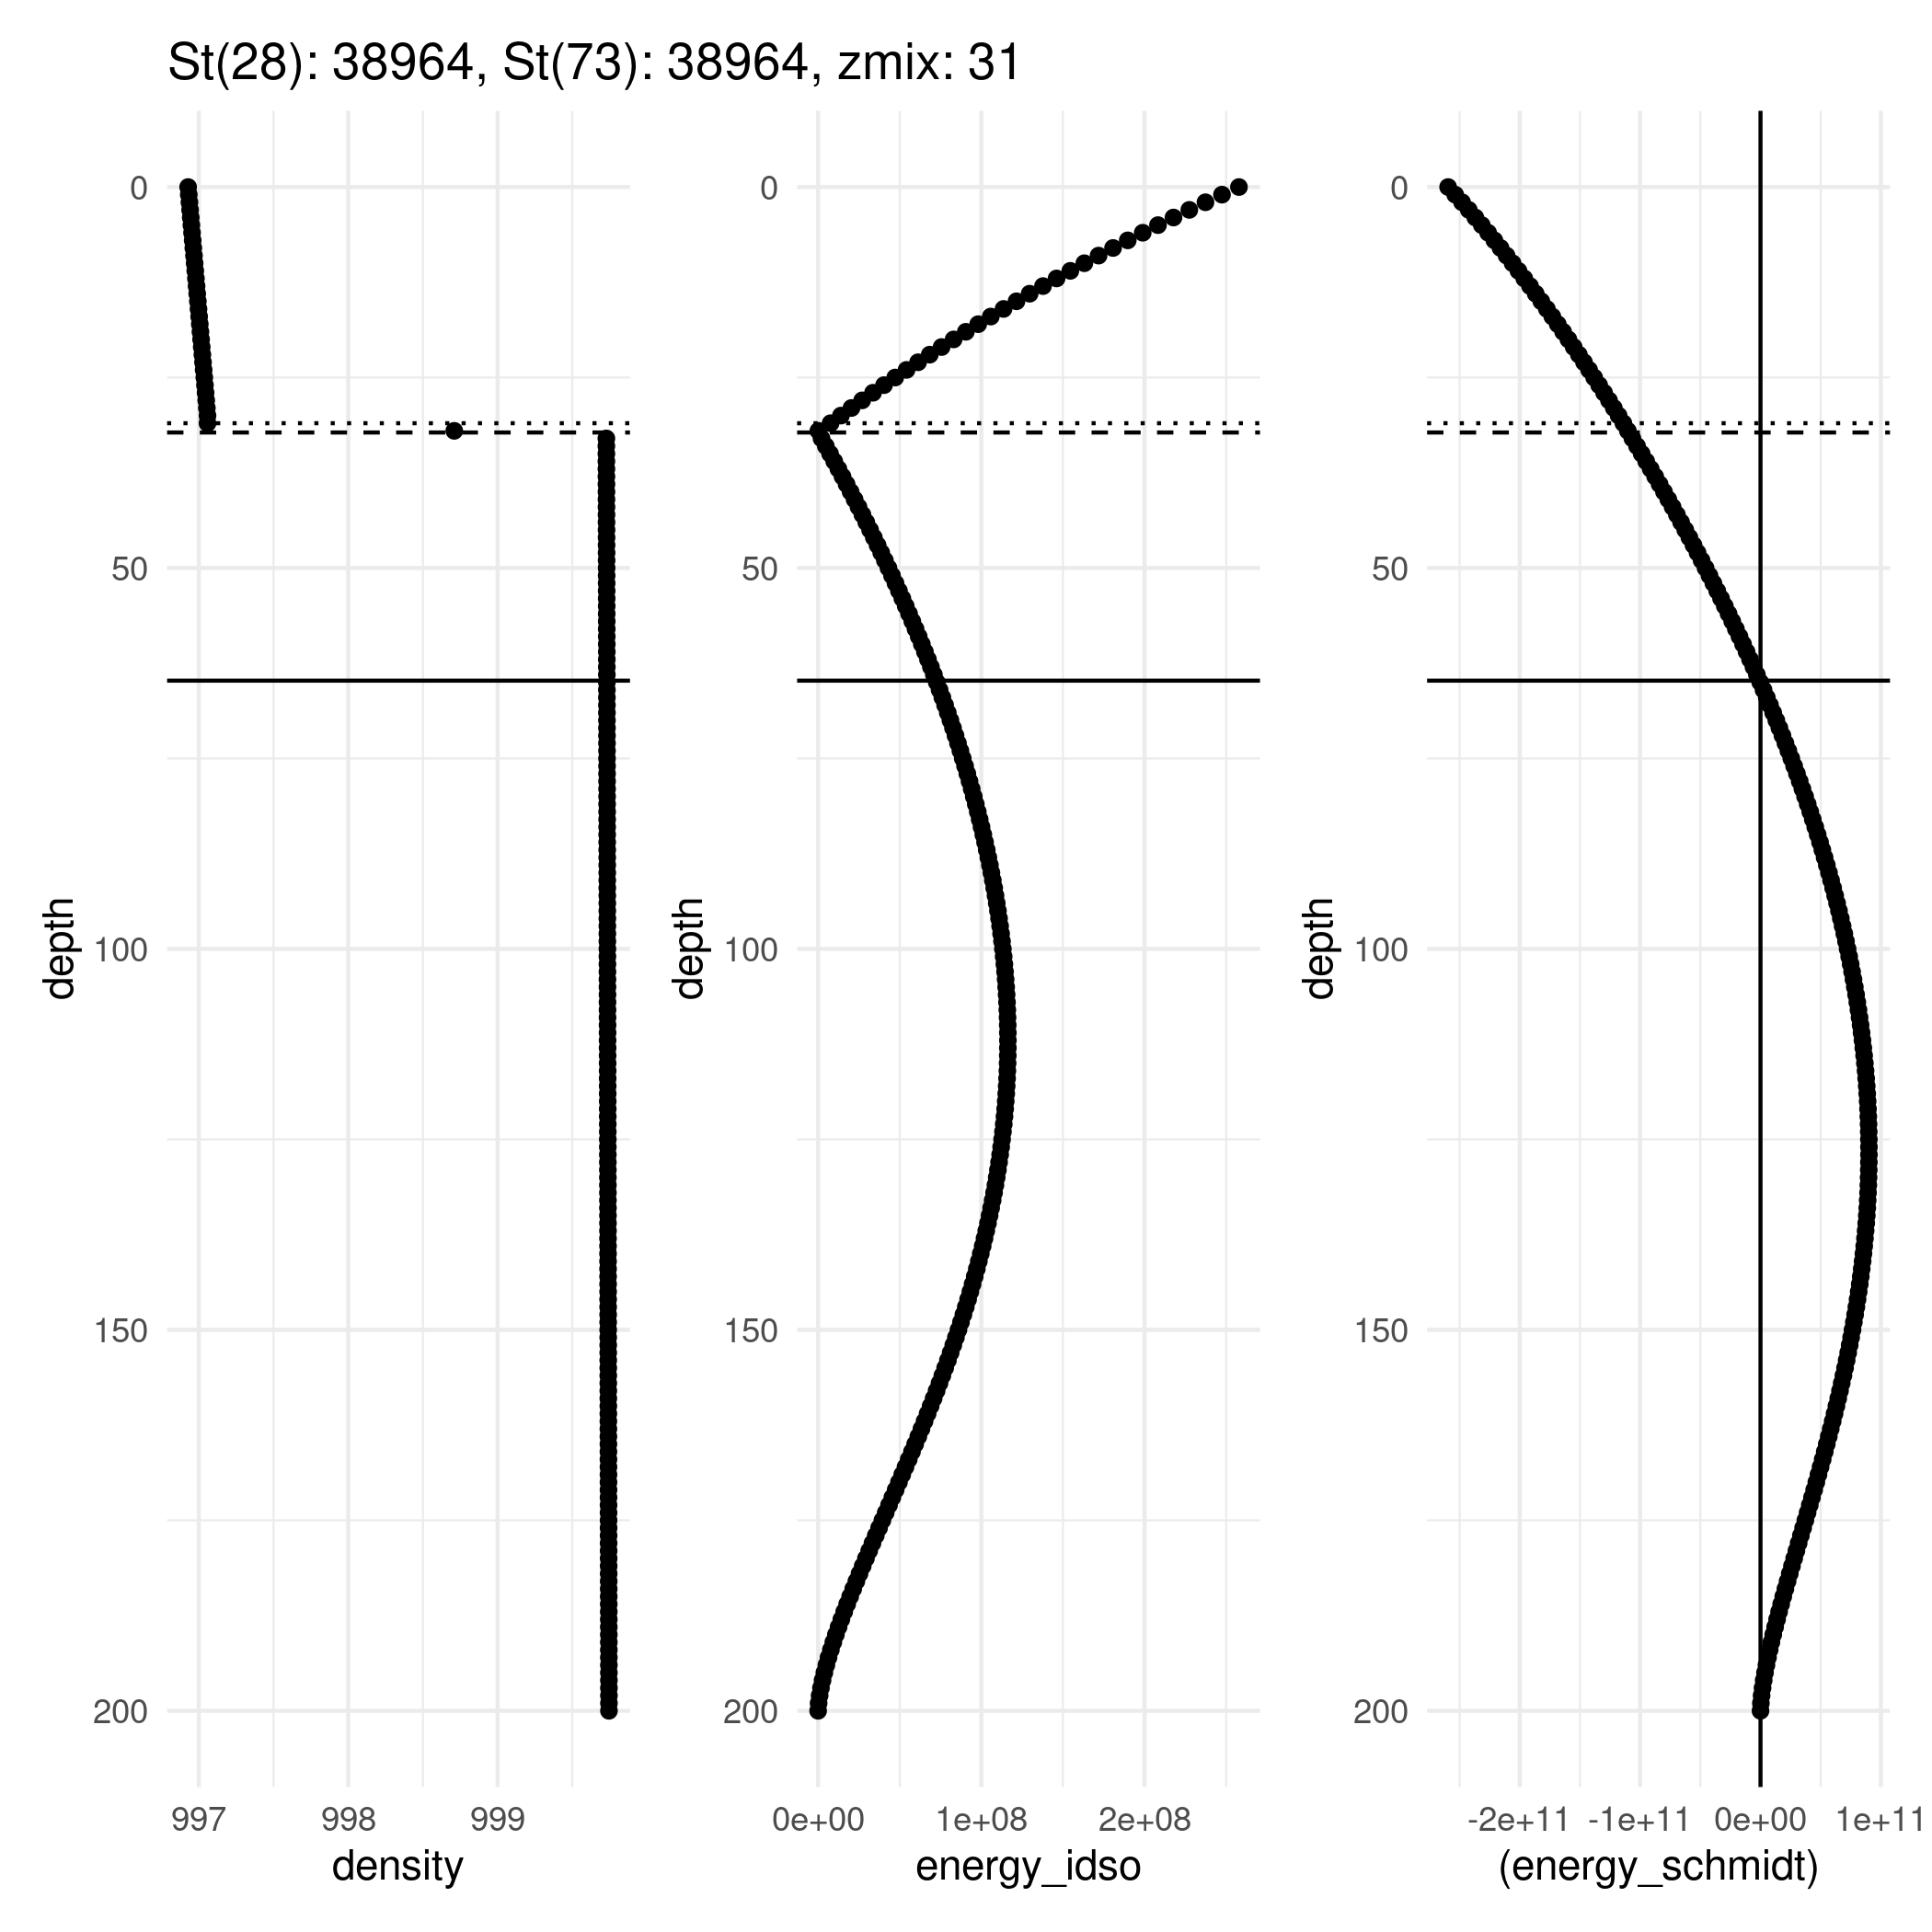 St(28): 38964, St(73): 38964, zmix: 31
0
50
100
150
200
depth
997 998 999
density
0
50
100
150
200
depth
0e+00 1e+08 2e+08
energy_idso
0
50
100
150
200
depth
-2e+11 -1e+11 0e+00 1e+11
(energy_schmidt)